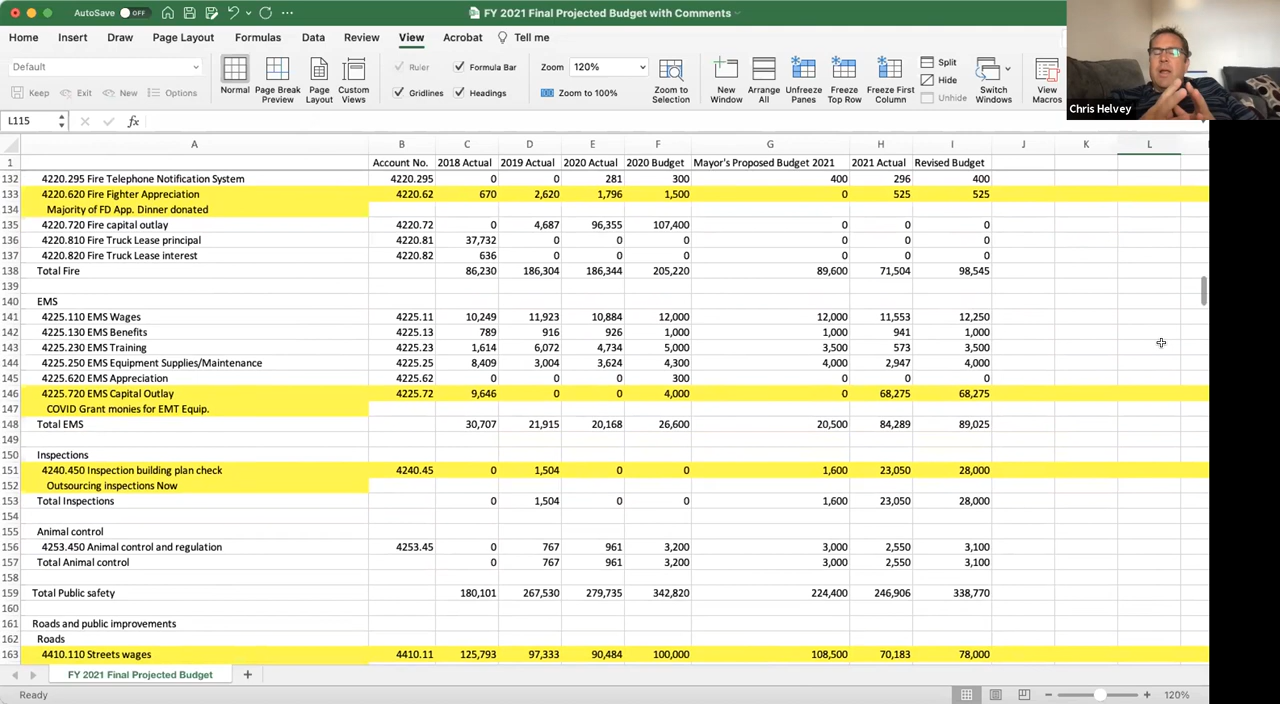 AutoSave OFF FY 2021 Final Projected Budget with Comments
Home Insert Draw Page Layout Formulas Data Review View Acrobat Tell me
Default Ruler Formula Bar Zoom 120% Split
Keep Exit New Options Normal Page Break Preview Page Layout Custom Views Gridlines Headings Zoom to 100% Zoom to Selection New Window Arrange All Unfreeze Panes Freeze Top Row Freeze First Column Hide Unhide Switch Windows View Macros
Chris Helvey
L115 fx
A B C D E F G H I J K L
1 Account No. 2018 Actual 2019 Actual 2020 Actual 2020 Budget Mayor's Proposed Budget 2021 2021 Actual Revised Budget
132 4220.295 Fire Telephone Notification System 4220.295 0 0 281 300 400 296 400
133 4220.620 Fire Fighter Appreciation 4220.62 670 2,620 1,796 1,500 0 525 525
134 Majority of FD App. Dinner donated
135 4220.720 Fire capital outlay 4220.72 0 4,687 96,355 107,400 0 0 0
136 4220.810 Fire Truck Lease principal 4220.81 37,732 0 0 0 0 0 0
137 4220.820 Fire Truck Lease interest 4220.82 636 0 0 0 0 0 0
138 Total Fire 86,230 186,304 186,344 205,220 89,600 71,504 98,545
139
140 EMS
141 4225.110 EMS Wages 4225.11 10,249 11,923 10,884 12,000 12,000 11,553 12,250
142 4225.130 EMS Benefits 4225.13 789 916 926 1,000 1,000 941 1,000
143 4225.230 EMS Training 4225.23 1,614 6,072 4,734 5,000 3,500 573 3,500
144 4225.250 EMS Equipment Supplies/Maintenance 4225.25 8,409 3,004 3,624 4,300 4,000 2,947 4,000
145 4225.620 EMS Appreciation 4225.62 0 0 0 300 0 0 0
146 4225.720 EMS Capital Outlay 4225.72 9,646 0 0 4,000 0 68,275 68,275
147 COVID Grant monies for EMT Equip.
148 Total EMS 30,707 21,915 20,168 26,600 20,500 84,289 89,025
149
150 Inspections
151 4240.450 Inspection building plan check 4240.45 0 1,504 0 0 1,600 23,050 28,000
152 Outsourcing inspections Now
153 Total Inspections 0 1,504 0 0 1,600 23,050 28,000
154
155 Animal control
156 4253.450 Animal control and regulation 4253.45 0 767 961 3,200 3,000 2,550 3,100
157 Total Animal control 0 767 961 3,200 3,000 2,550 3,100
158
159 Total Public safety 180,101 267,530 279,735 342,820 224,400 246,906 338,770
160
161 Roads and public improvements
162 Roads
163 4410.110 Streets wages 4410.11 125,793 97,333 90,484 100,000 108,500 70,183 78,000
FY 2021 Final Projected Budget +
Ready 120%